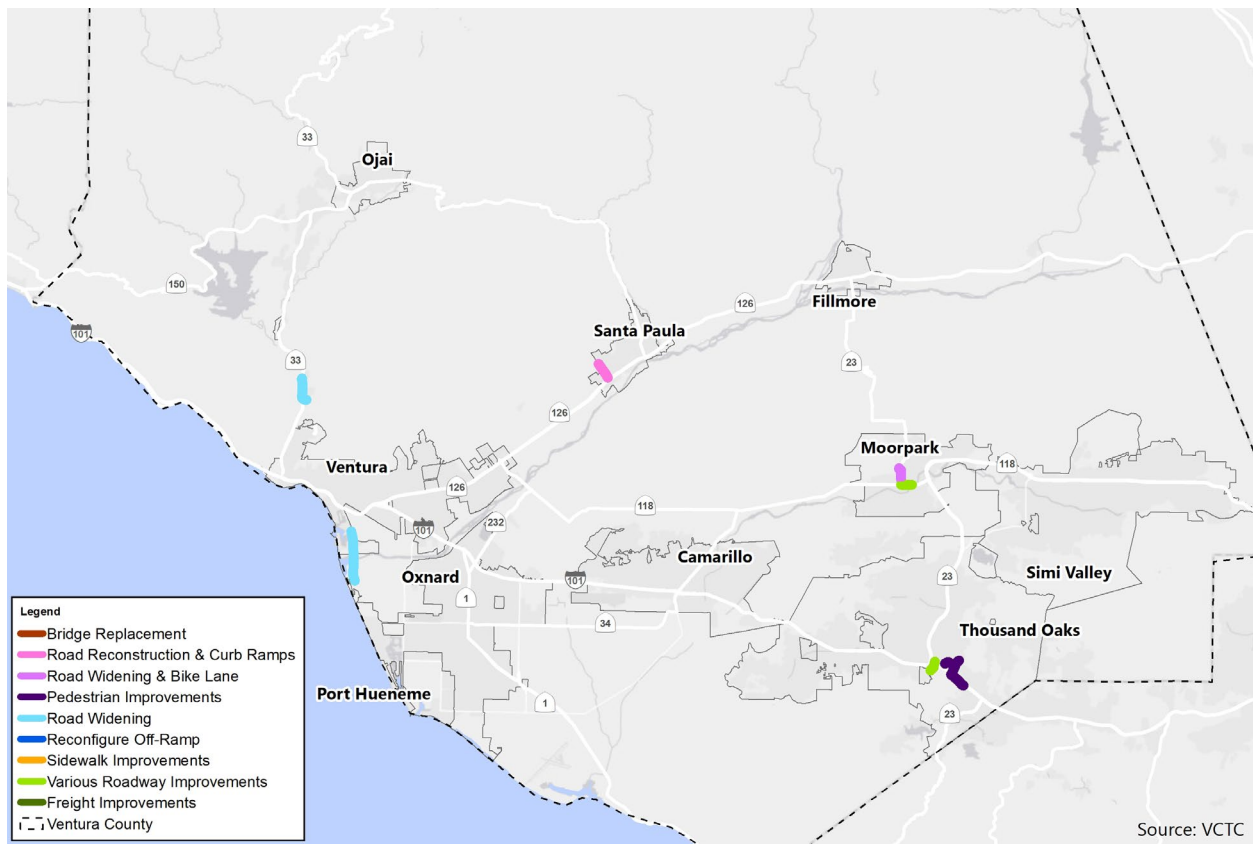 33
Ojai
150
101
Fillmore
126
Santa Paula
33
23
126
Moorpark
118
Ventura
126
118
232
101
Camarillo
Oxnard
101
23
Simi Valley
1
34
Thousand Oaks
Port Hueneme
1
23
Legend
Bridge Replacement
Road Reconstruction & Curb Ramps
Road Widening & Bike Lane
Pedestrian Improvements
Road Widening
Reconfigure Off-Ramp
Sidewalk Improvements
Various Roadway Improvements
Freight Improvements
Ventura County
Source: VCTC